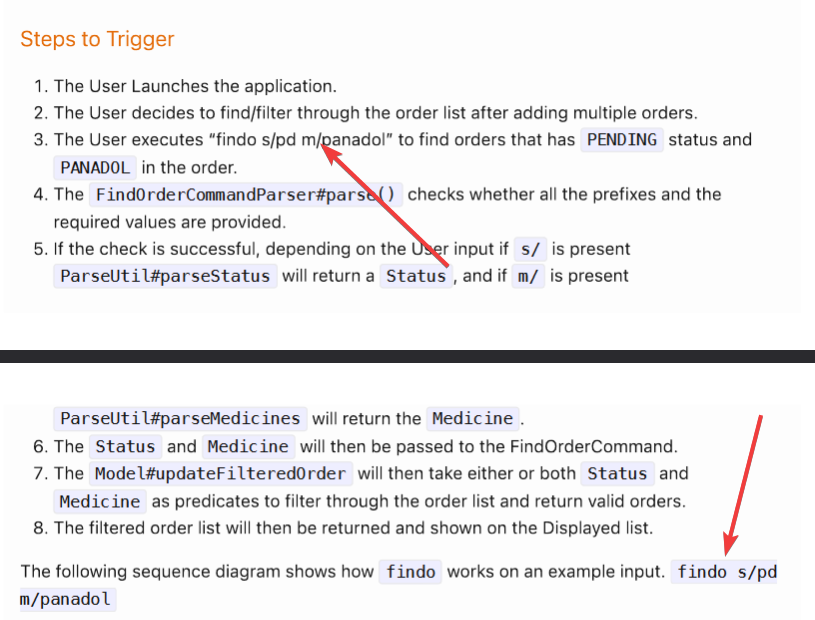 Steps to Trigger
1. The User Launches the application.
2. The User decides to find/filter through the order list after adding multiple orders.
3. The User executes “findo s/pd m/panadol” to find orders that has PENDING status and
PANADOL in the order.
4. The FindOrderCommandParser#parse() checks whether all the prefixes and the
required values are provided.
5. If the check is successful, depending on the User input if s/ is present
ParseUtil#parseStatus will return a Status , and if m/ is present
ParseUtil#parseMedicines will return the Medicine .
6. The Status and Medicine will then be passed to the FindOrderCommand.
7. The Model#updateFilteredOrder will then take either or both Status and
Medicine as predicates to filter through the order list and return valid orders.
8. The filtered order list will then be returned and shown on the Displayed list.
The following sequence diagram shows how findo works on an example input. findo s/pd
m/panadol